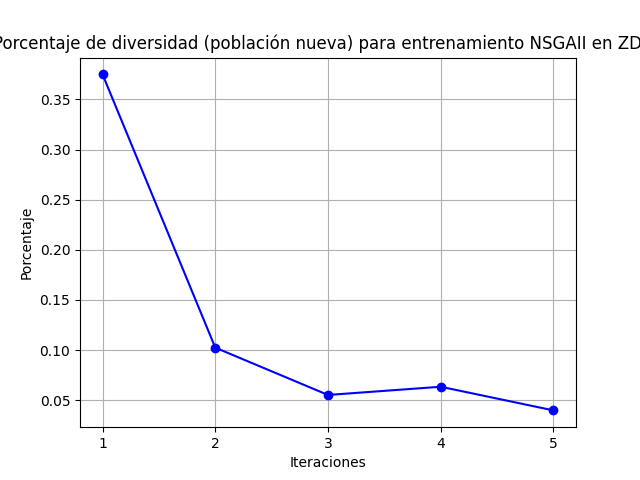 Porcentaje de diversidad (población nueva) para entrenamiento NSGAII en ZD
0.35
0.30
0.25
0.20
0.15
0.10
0.05
Porcentaje
1 2 3 4 5
Iteraciones